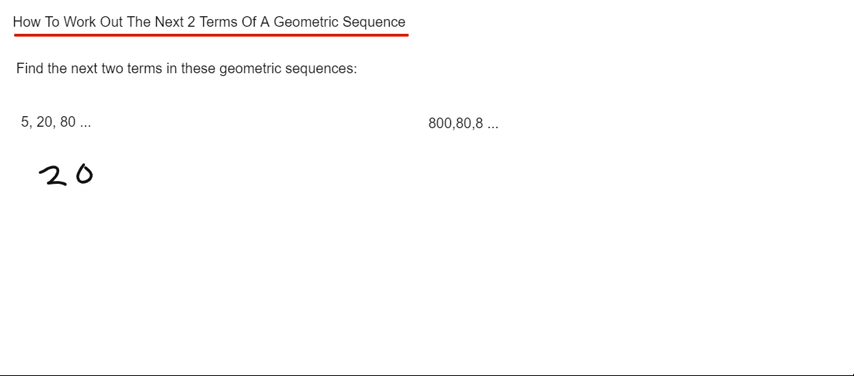 How To Work Out The Next 2 Terms Of A Geometric Sequence
Find the next two terms in these geometric sequences:
5, 20, 80 ...
800,80,8 ...
20